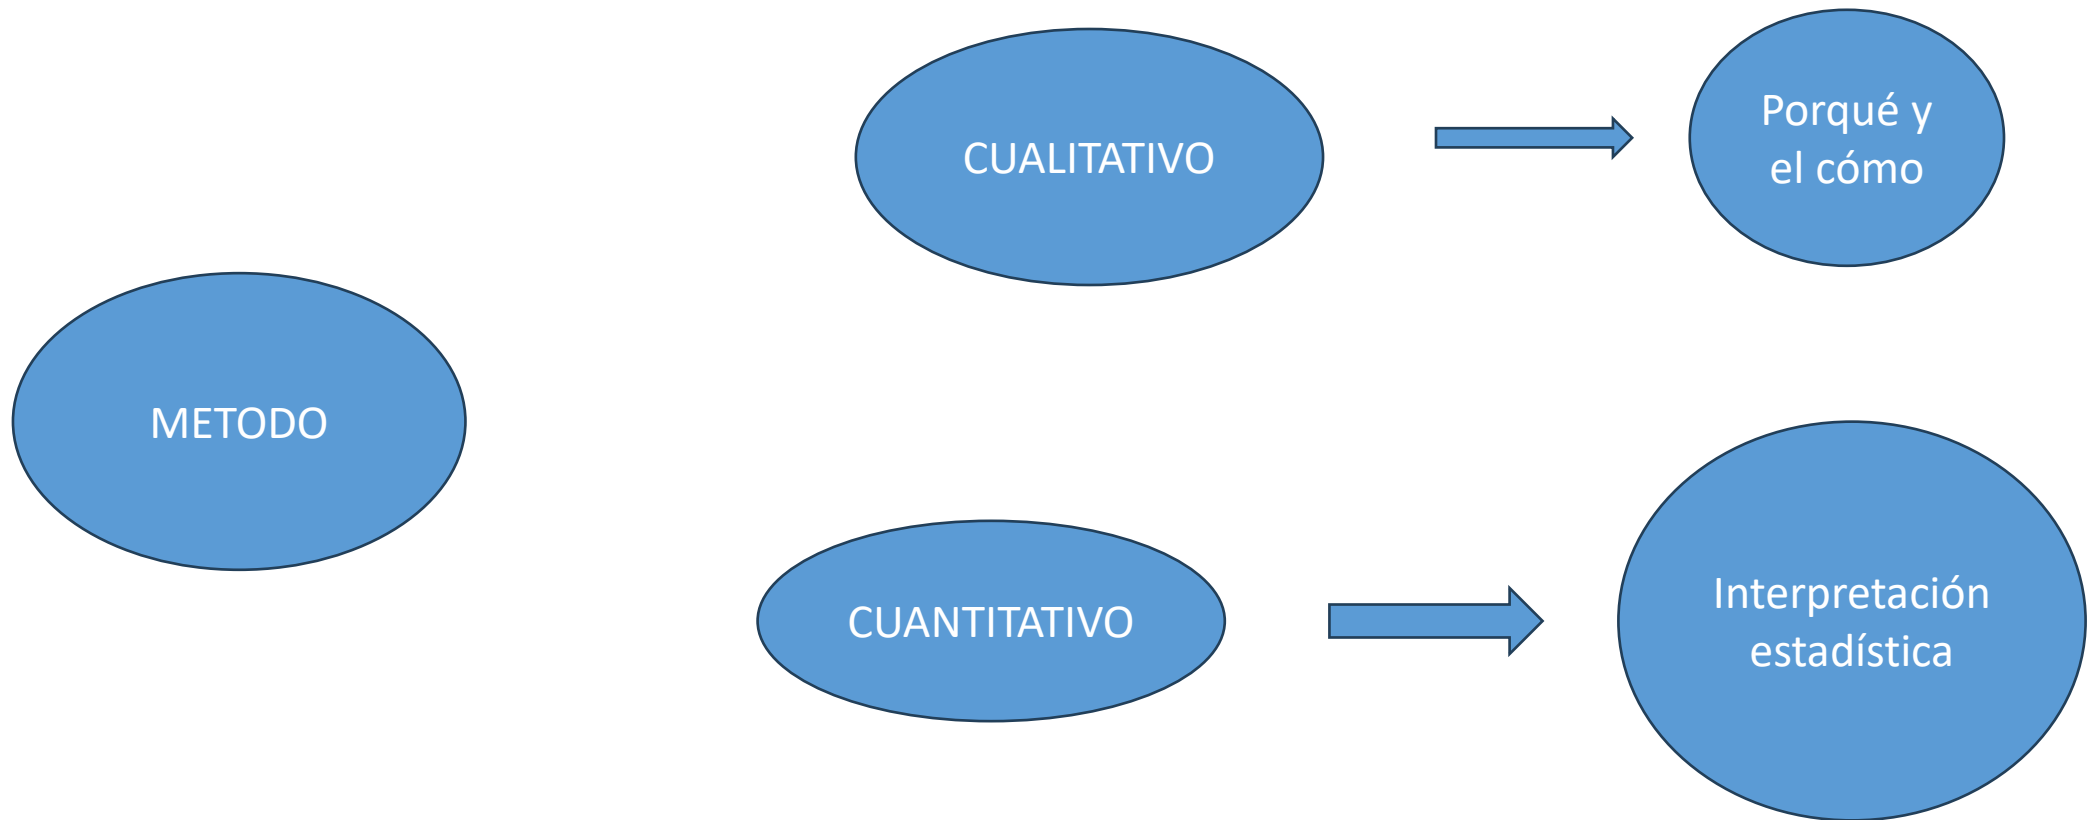 METODO
CUALITATIVO
Porqué y
el cómo
CUANTITATIVO
Interpretación
estadística